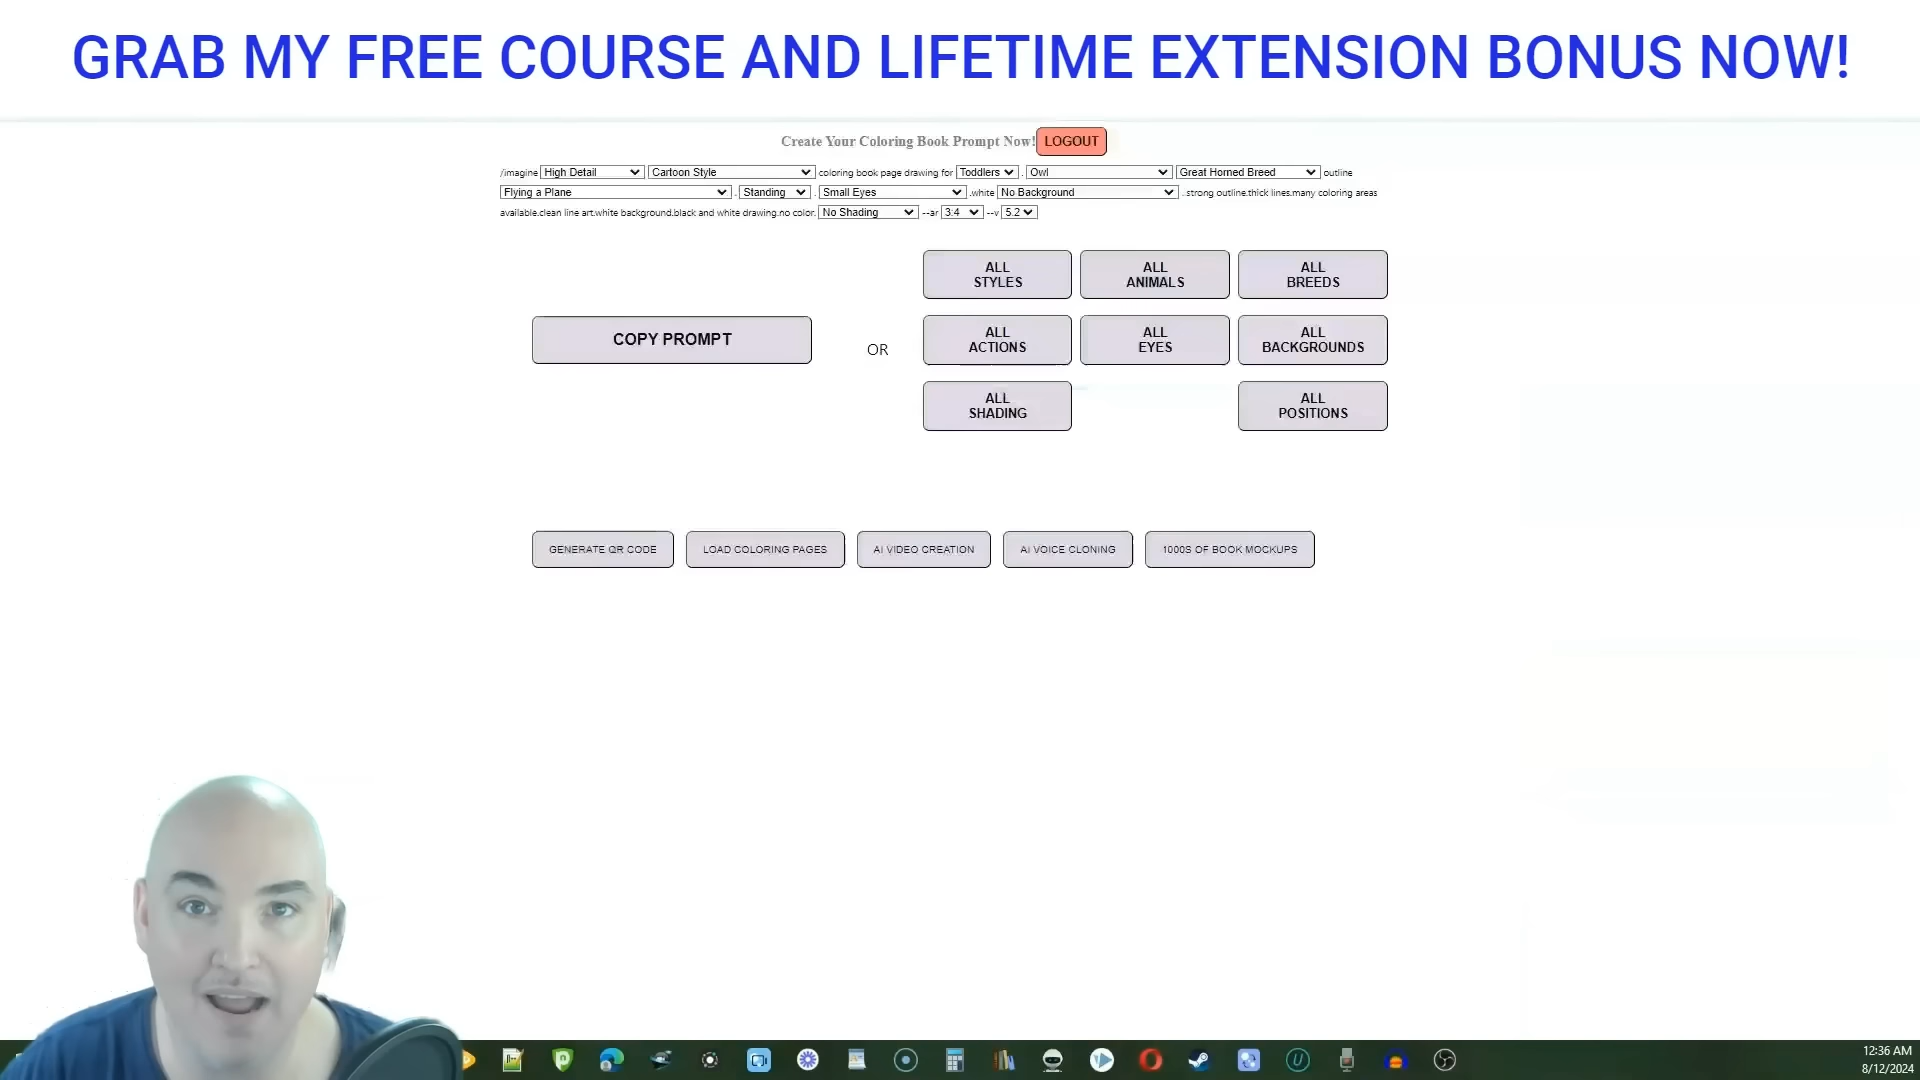 GRAB MY FREE COURSE AND LIFETIME EXTENSION BONUS NOW!
Create Your Coloring Book Prompt Now! LOGOUT
/imagine High Detail Cartoon Style coloring book page drawing for Toddlers . Owl Great Horned Breed outline
Flying a Plane . Standing . Small Eyes .white No Background ..strong outline.thick lines.many coloring areas
available.clean line art.white background.black and white drawing.no color. No Shading --ar 3:4 --v 5.2
COPY PROMPT
OR
ALL STYLES
ALL ANIMALS
ALL BREEDS
ALL ACTIONS
ALL EYES
ALL BACKGROUNDS
ALL SHADING
ALL POSITIONS
GENERATE QR CODE
LOAD COLORING PAGES
Ai VIDEO CREATION
Ai VOICE CLONING
1000S OF BOOK MOCKUPS
12:36 AM
8/12/2024